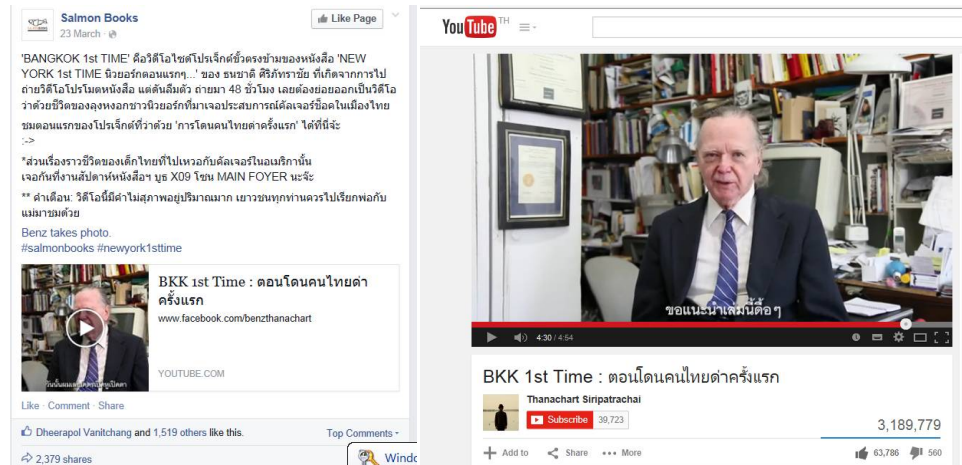 Salmon Books
23 March
Like Page
'BANGKOK 1st TIME' คือวิดีโอไซด์โปรเจ็กต์ขั้วตรงข้ามของหนังสือ 'NEW
YORK 1st TIME นิวยอร์กตอนแรกๆ...' ของ ธนชาติ ศิริภัทราชัย ที่เกิดจากการไป
ถ่ายวิดีโอโปรโมตหนังสือ แต่ดันลืมตัว ถ่ายมา 48 ชั่วโมง เลยต้องย่อยออกเป็นวิดีโอ
ว่าด้วยชีวิตของลุงหงอกชาวนิวยอร์กที่มาเจอประสบการณ์คัลเจอร์ช็อคในเมืองไทย
ชมตอนแรกของโปรเจ็กต์ที่ว่าด้วย 'การโดนคนไทยด่าครั้งแรก' ได้ที่นี่จ้ะ
:->
*ส่วนเรื่องราวชีวิตของเด็กไทยที่ไปเหวอกับคัลเจอร์ในอเมริกานั้น
เจอกันที่งานสัปดาห์หนังสือฯ บูธ X09 โซน MAIN FOYER นะจ๊ะ
** คำเตือน: วิดีโอนี้มีคำไม่สุภาพอยู่ปริมาณมาก เยาวชนทุกท่านควรไปเรียกพ่อกับ
แม่มาชมด้วย
Benz takes photo.
#salmonbooks #newyork1sttime
BKK 1st Time : ตอนโดนคนไทยด่า
ครั้งแรก
www.facebook.com/benzthanachart
YOUTUBE.COM
Like · Comment · Share
Dheerapol Vanitchang and 1,519 others like this.
Top Comments
2,379 shares
Windo
YouTube TH
ขอแนะนำเล่มนี้ดื้อๆ
4:30 / 4:54
BKK 1st Time : ตอนโดนคนไทยด่าครั้งแรก
Thanachart Siripatrachai
Subscribe 39,723
3,189,779
Add to
Share
More
63,786
560